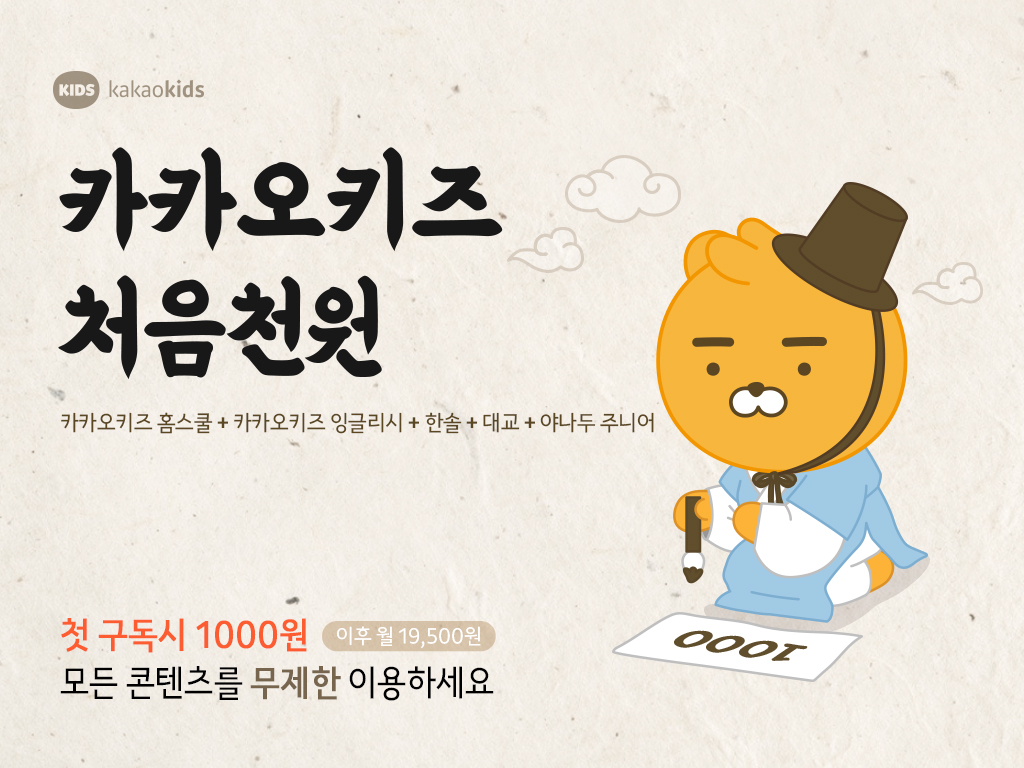 KIDS kakaokids
카카오키즈
처음천원
카카오키즈 홈스쿨 + 카카오키즈 잉글리시 + 한솔 + 대교 + 야나두 주니어
첫 구독시 1000원 이후 월 19,500원
모든 콘텐츠를 무제한 이용하세요
1000